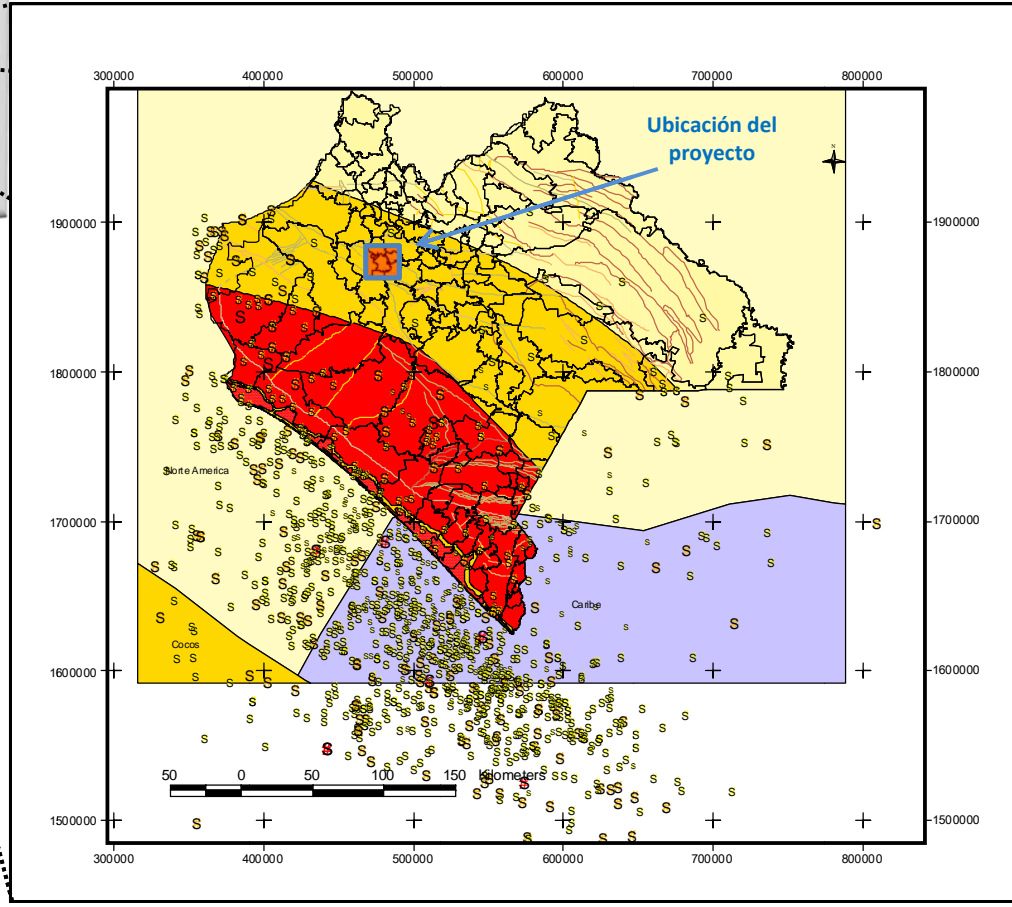 300000 400000 500000 600000 700000 800000
Ubicación del
proyecto
N
1900000 1900000
1800000 1800000
Norte America
1700000 1700000
Caribe
Cocos
1600000 1600000
50 0 50 100 150 Kilometers
1500000 1500000
300000 400000 500000 600000 700000 800000